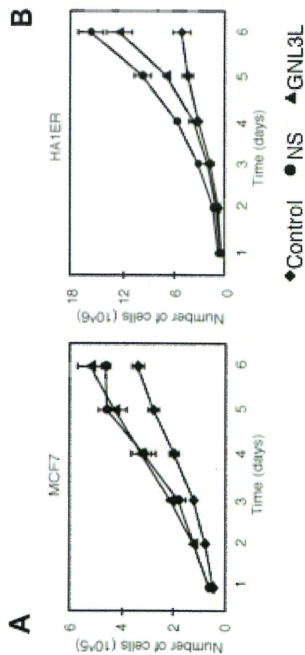 A
MCF7
Number of cells (10^5)
6
4
2
0
1 2 3 4 5 6
Time (days)
B
HA1ER
Number of cells (10^6)
18
12
6
0
1 2 3 4 5 6
Time (days)
◆Control ●NS ▲GNL3L